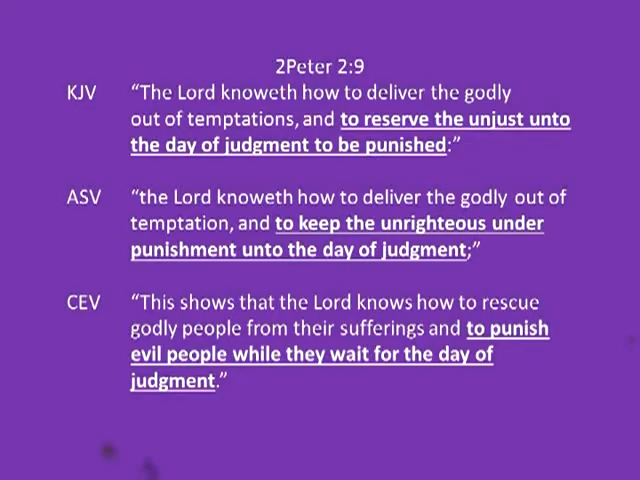 2Peter 2:9
KJV “The Lord knoweth how to deliver the godly
out of temptations, and to reserve the unjust unto
the day of judgment to be punished:”
ASV “the Lord knoweth how to deliver the godly out of
temptation, and to keep the unrighteous under
punishment unto the day of judgment;”
CEV “This shows that the Lord knows how to rescue
godly people from their sufferings and to punish
evil people while they wait for the day of
judgment.”